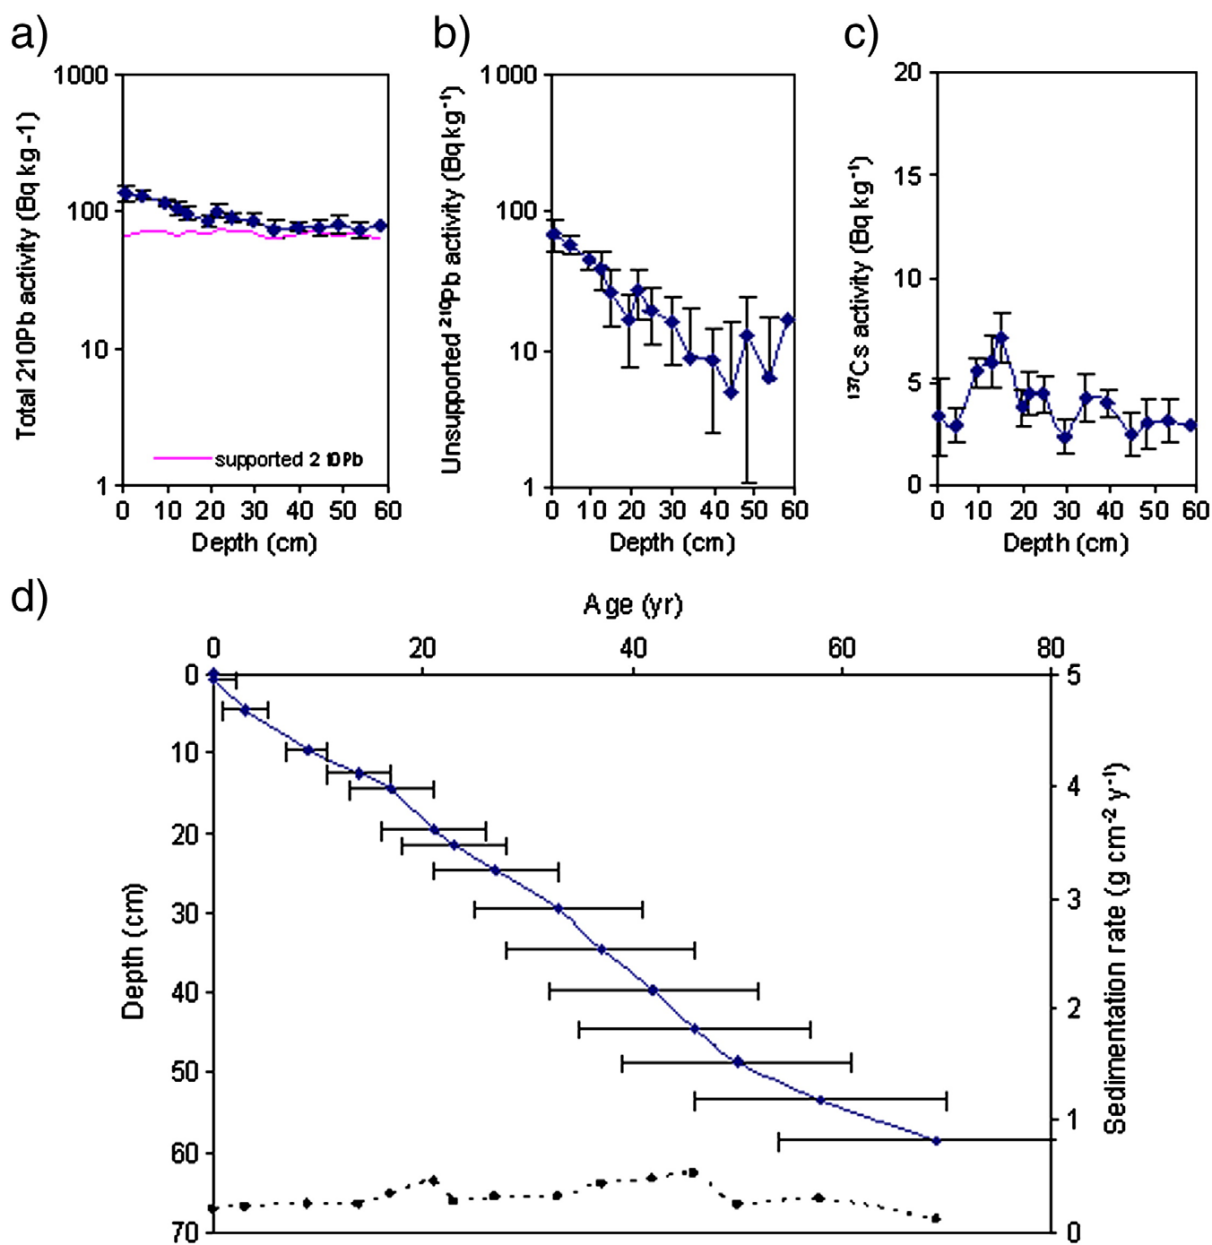 a)
1000
100
10
1
Total 210Pb activity (Bq kg-1)
supported 210Pb
0 10 20 30 40 50 60
Depth (cm)
b)
1000
100
10
1
Unsupported ²¹⁰Pb activity (Bq kg⁻¹)
0 10 20 30 40 50 60
Depth (cm)
c)
20
15
10
5
0
¹³⁷Cs activity (Bq kg⁻¹)
0 10 20 30 40 50 60
Depth (cm)
d)
Age (yr)
0 20 40 60 80
0
10
20
30
40
50
60
70
Depth (cm)
5
4
3
2
1
0
Sedimentation rate (g cm⁻² y⁻¹)